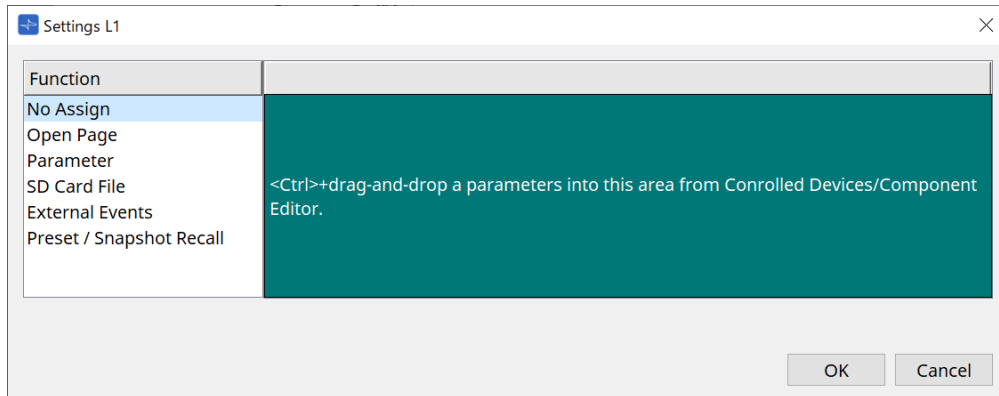 Settings L1
Function
No Assign
Open Page
Parameter
SD Card File
External Events
Preset / Snapshot Recall
<Ctrl>+drag-and-drop a parameters into this area from Conrolled Devices/Component
Editor.
OK
Cancel